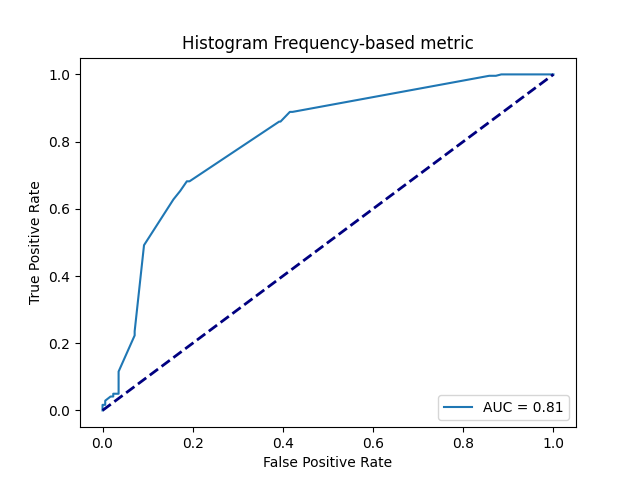 Histogram Frequency-based metric
True Positive Rate
1.0
0.8
0.6
0.4
0.2
0.0
AUC = 0.81
0.0 0.2 0.4 0.6 0.8 1.0
False Positive Rate